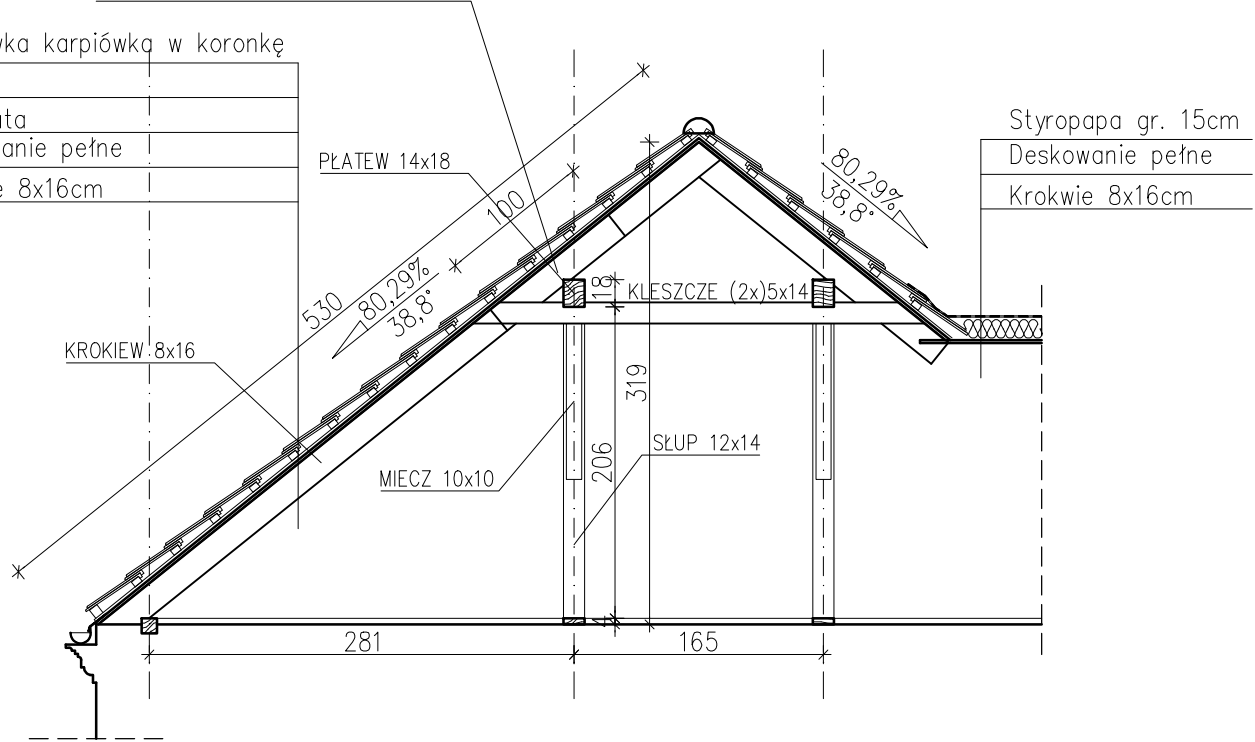 karpiówka w koronkę
anie pełne
8x16cm
PŁATEW 14x18
100
530
80,29%
38,8°
KROKIEW 8x16
80,29%
38,8°
Styropapa gr. 15cm
Deskowanie pełne
Krokwie 8x16cm
18
KLESZCZE (2x)5x14
319
206
SŁUP 12x14
MIECZ 10x10
4
281
165